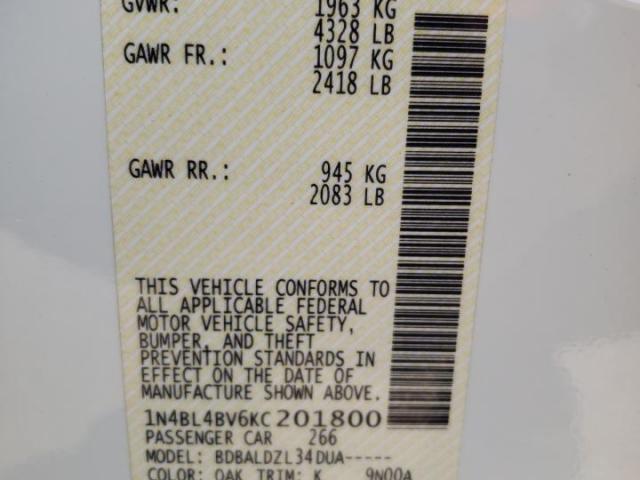 GVWR: 1963 KG
4328 LB
GAWR FR.: 1097 KG
2418 LB
GAWR RR.: 945 KG
2083 LB
THIS VEHICLE CONFORMS TO
ALL APPLICABLE FEDERAL
MOTOR VEHICLE SAFETY,
BUMPER, AND THEFT
PREVENTION STANDARDS IN
EFFECT ON THE DATE OF
MANUFACTURE SHOWN ABOVE.
1N4BL4BV6KC201800
PASSENGER CAR 266
MODEL: BDBALDZL34DUA-----
COLOR: QAK TRIM: K 9N00A